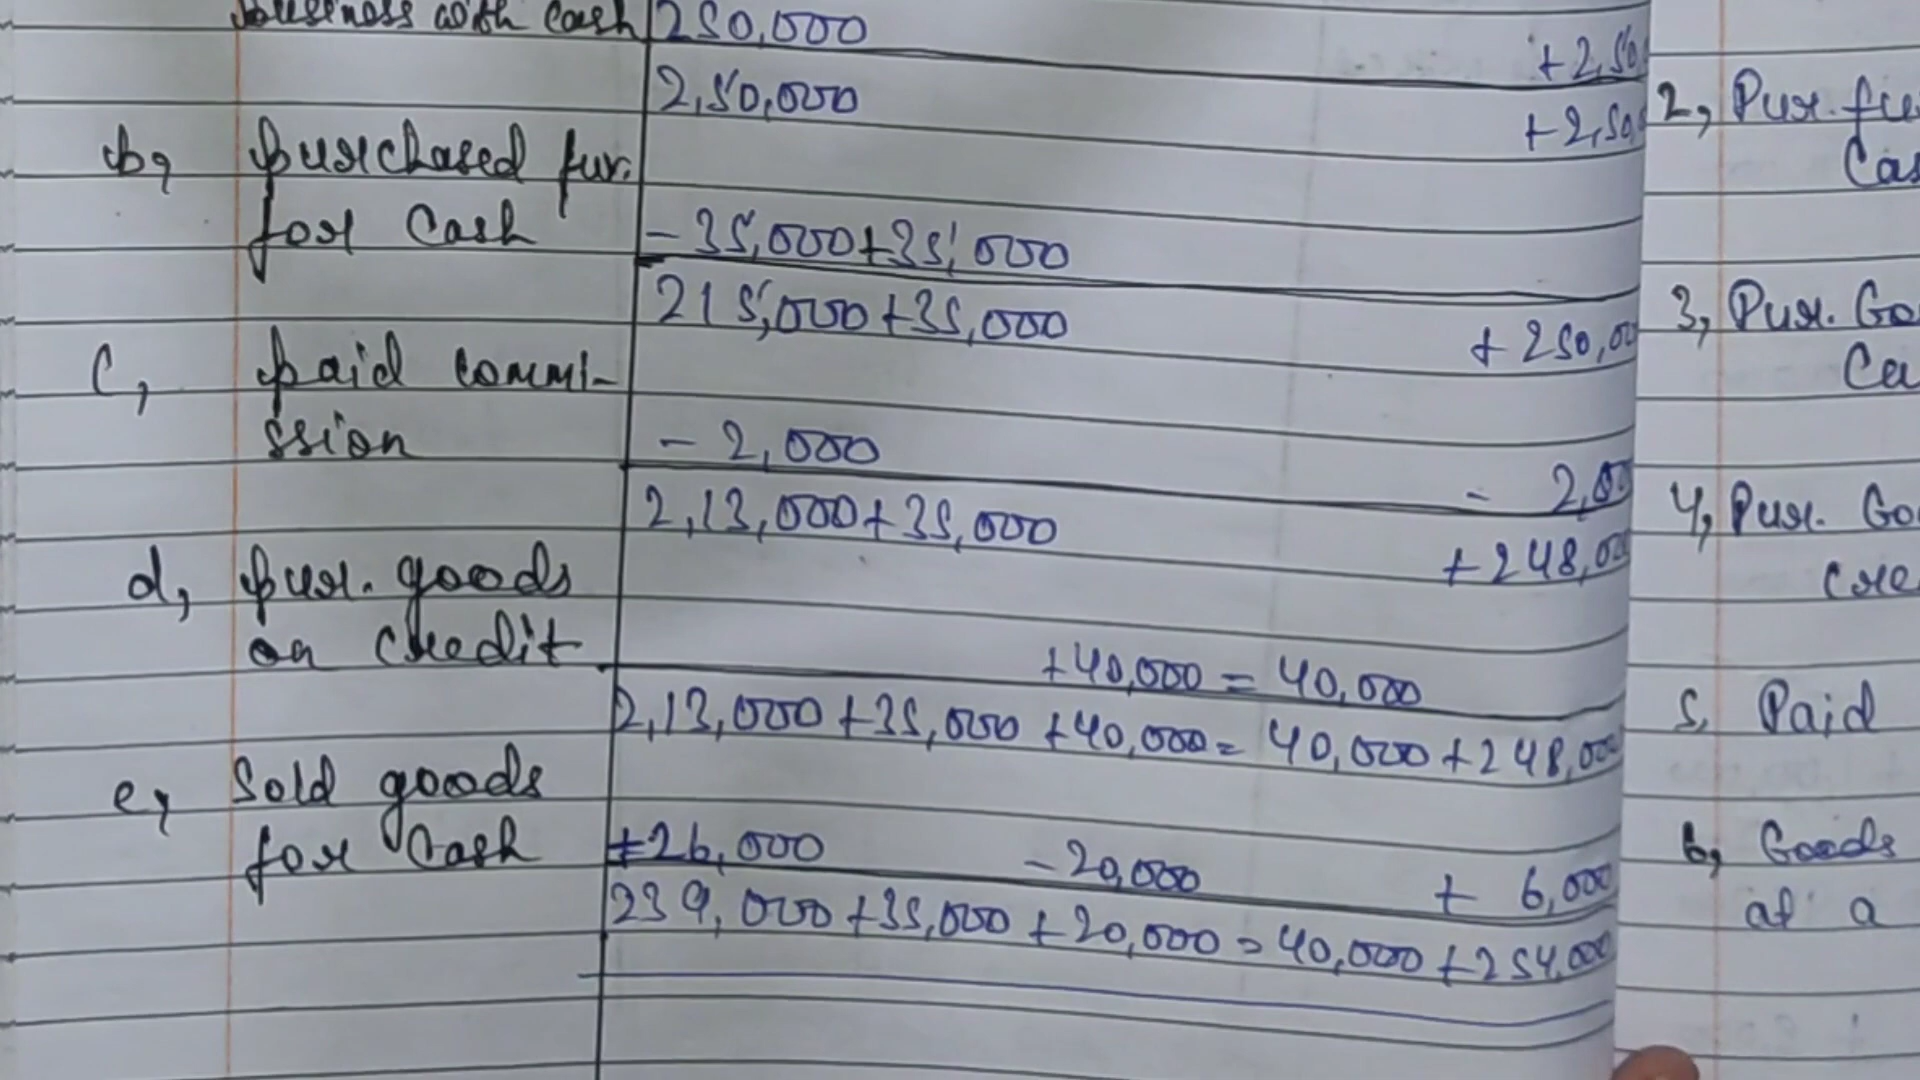 business with cash 250,000 +2,50,
2,50,000 +2,50,
b, purchased fur.
for Cash -35,000+35,000
215,000+35,000 +250,00
C, paid commi-
ssion - 2,000 - 2,00
2,13,000+35,000 +248,00
d, pur. goods
on credit +40,000 = 40,000
2,13,000 +35,000 +40,000= 40,000 +248,000
e, Sold goods
for Cash +26,000 -20,000 + 6,000
239,000 +35,000 +20,000 = 40,000 +254,000
2, Pur. fu
Cas
3, Pur. Go
Ca
4, Pur. Go
cre
5, Paid
6, Goods
at a